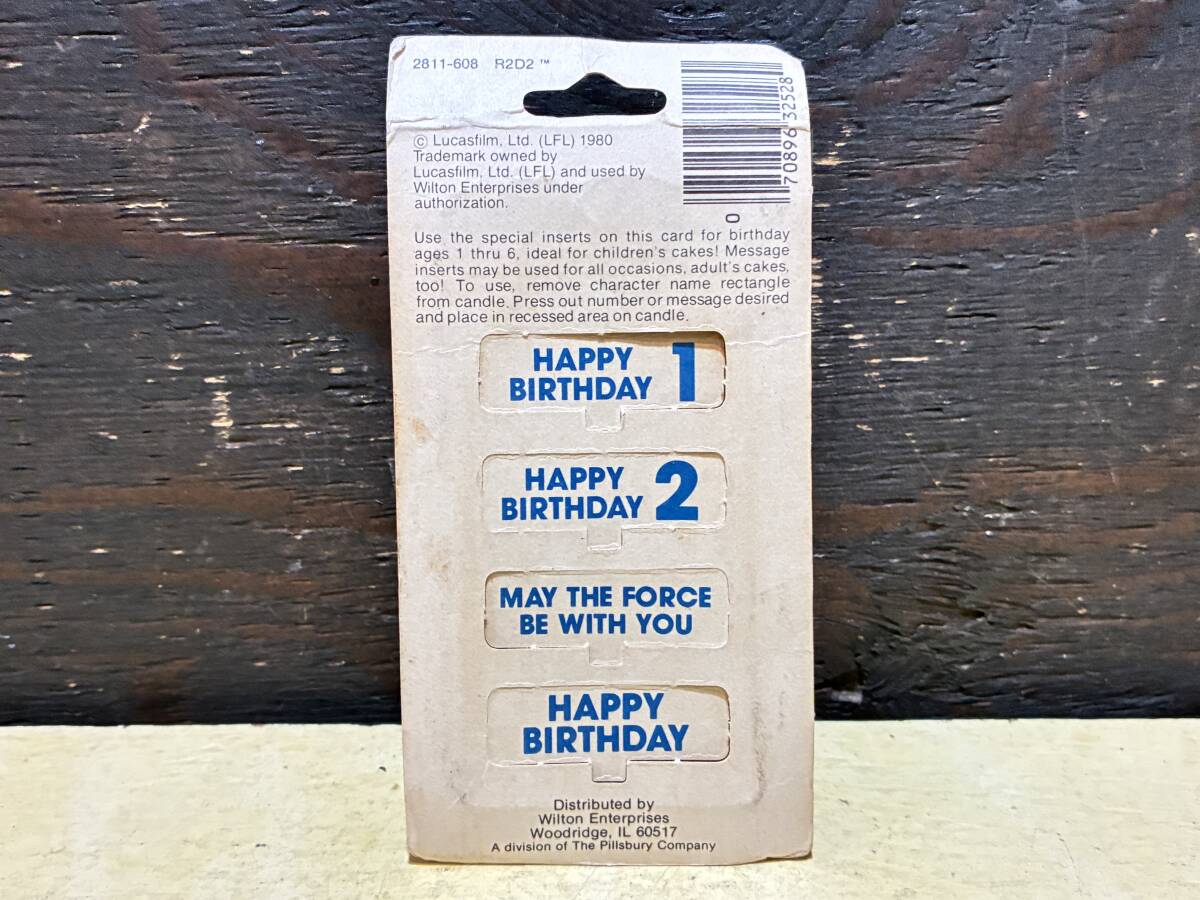 2811-608 R2D2 ™
© Lucasfilm, Ltd. (LFL) 1980
Trademark owned by
Lucasfilm, Ltd. (LFL) and used by
Wilton Enterprises under
authorization.
0 70896 32528
Use the special inserts on this card for birthday
ages 1 thru 6, ideal for children's cakes! Message
inserts may be used for all occasions, adult's cakes,
too! To use, remove character name rectangle
from candle. Press out number or message desired
and place in recessed area on candle.
HAPPY
BIRTHDAY 1
HAPPY
BIRTHDAY 2
MAY THE FORCE
BE WITH YOU
HAPPY
BIRTHDAY
Distributed by
Wilton Enterprises
Woodridge, IL 60517
A division of The Pillsbury Company